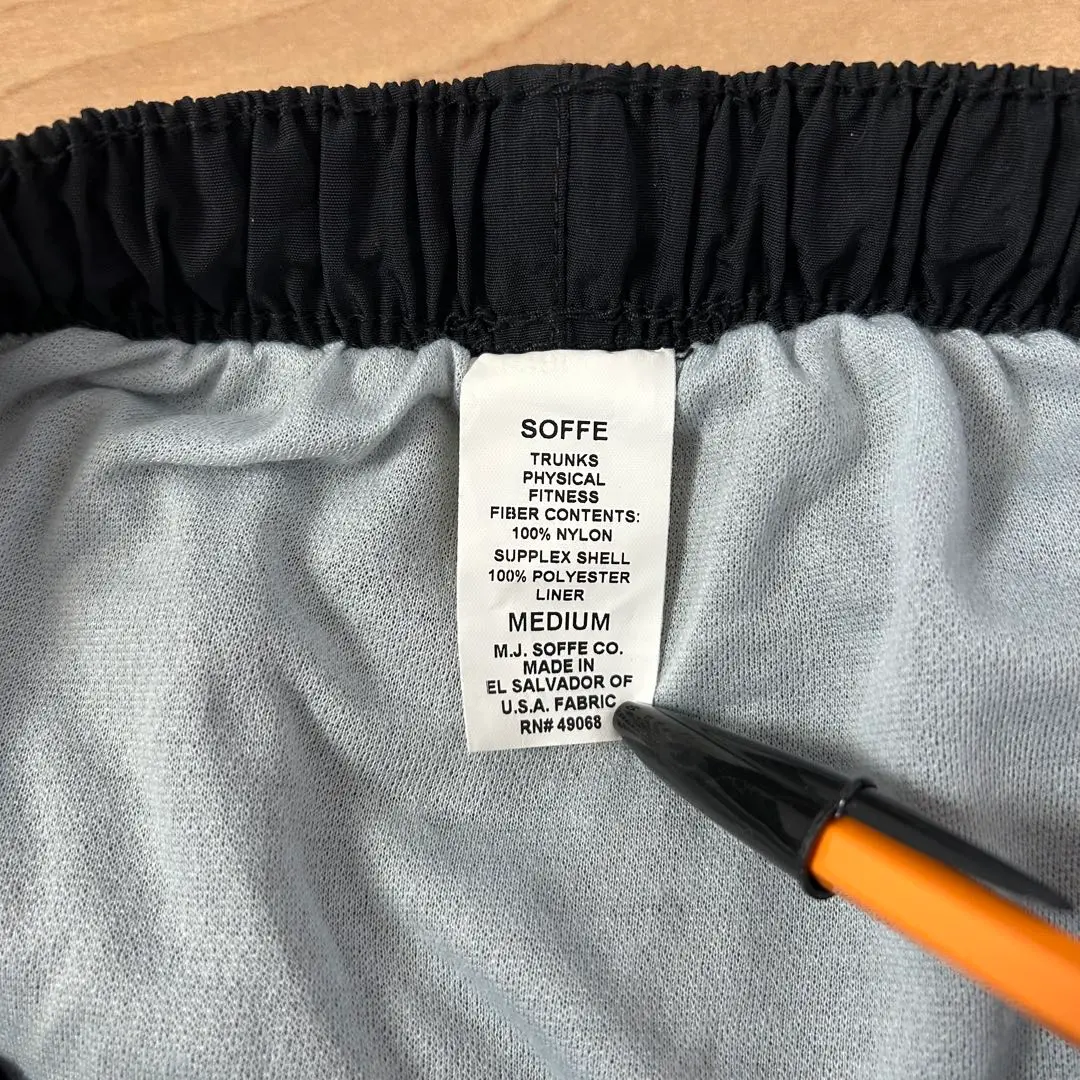 SOFFE
TRUNKS
PHYSICAL
FITNESS
FIBER CONTENTS:
100% NYLON
SUPPLEX SHELL
100% POLYESTER
LINER
MEDIUM
M.J. SOFFE CO.
MADE IN
EL SALVADOR OF
U.S.A. FABRIC
RN# 49068